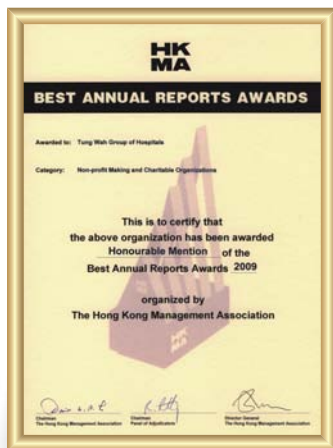 HK
MA
BEST ANNUAL REPORTS AWARDS
Awarded to: Tung Wah Group of Hospitals
Category: Non-profit Making and Charitable Organizations
This is to certify that
the above organization has been awarded
Honourable Mention of the
Best Annual Reports Awards 2009
organized by
The Hong Kong Management Association
Chairman Chairman Director General
The Hong Kong Management Association Panel of Adjudicators The Hong Kong Management Association